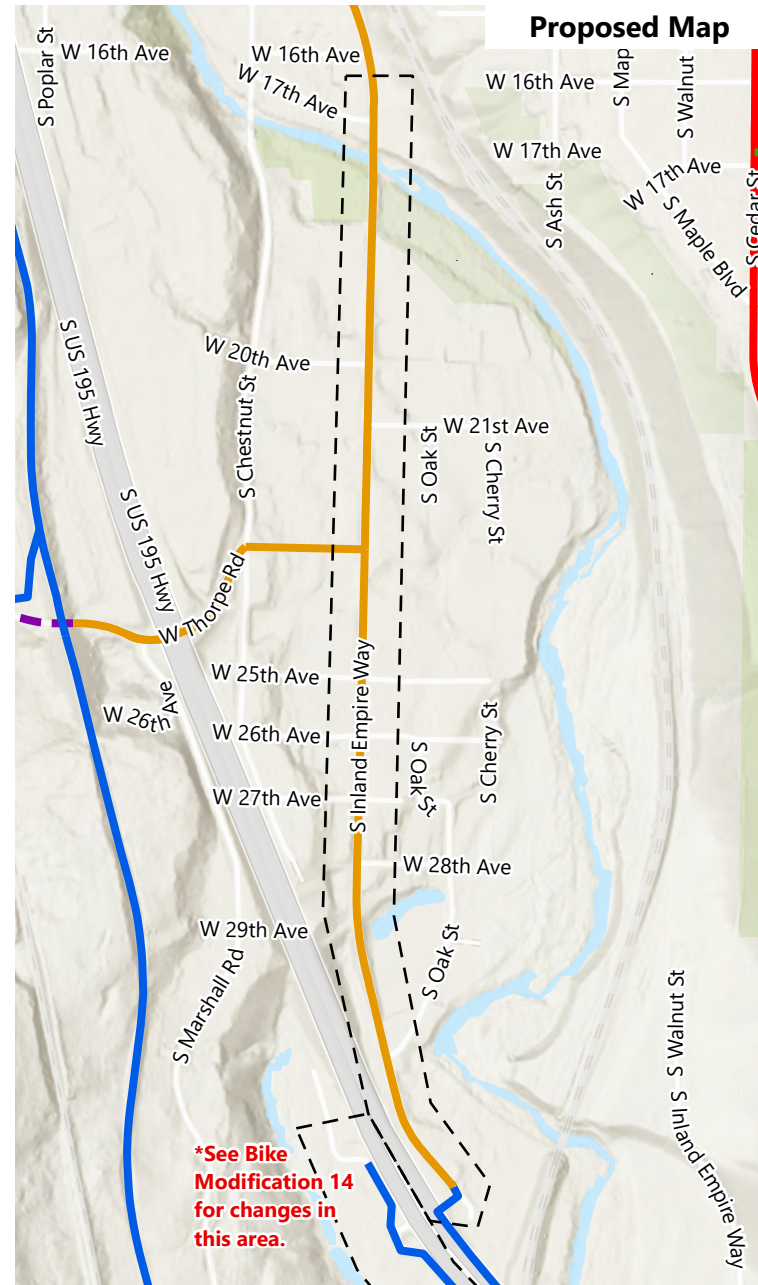 Proposed Map
S Poplar St
W 16th Ave
W 16th Ave
W 17th Ave
W 16th Ave
S Map
S Walnut
W 17th Ave
W 17th Ave
S Ash St
S Maple Blvd
S Cedar St
S US 195 Hwy
W 20th Ave
S Chestnut St
W 21st Ave
S Oak St
S Cherry St
S US 195 Hwy
W Thorpe Rd
W 25th Ave
S Inland Empire Way
W 26th Ave
W 26th Ave
S Oak St
S Cherry St
W 27th Ave
W 28th Ave
W 29th Ave
S Oak St
S Marshall Rd
S Walnut St
S Inland Empire Way
*See Bike
Modification 14
for changes in
this area.